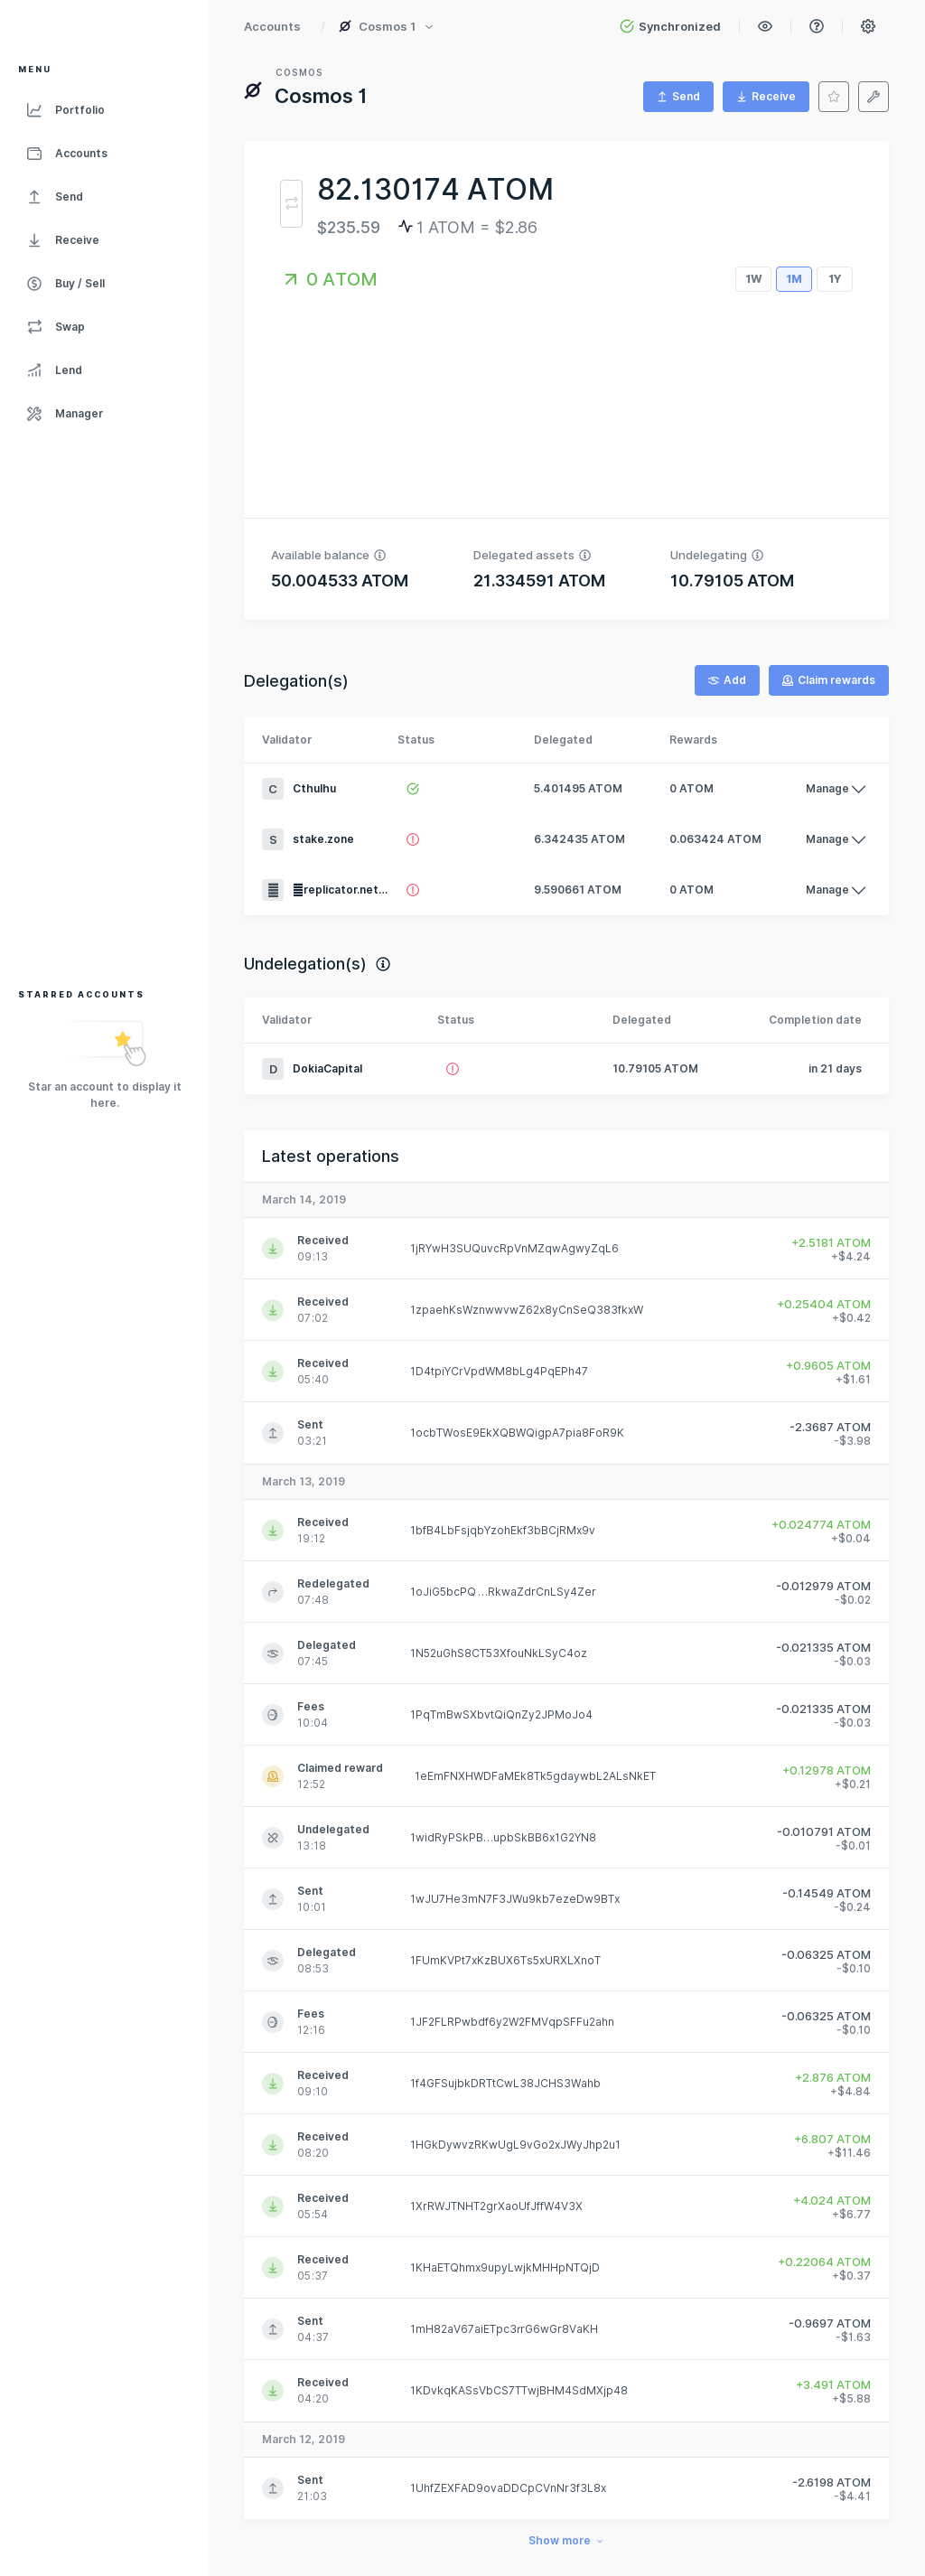 Accounts / Cosmos 1
Synchronized
MENU
Portfolio
Accounts
Send
Receive
Buy / Sell
Swap
Lend
Manager
STARRED ACCOUNTS
Star an account to display it
here.
COSMOS
Cosmos 1
Send
Receive
82.130174 ATOM
$235.59 1 ATOM = $2.86
0 ATOM
1W 1M 1Y
Available balance Delegated assets Undelegating
50.004533 ATOM 21.334591 ATOM 10.79105 ATOM
Delegation(s)
Add
Claim rewards
Validator Status Delegated Rewards
C Cthulhu 5.401495 ATOM 0 ATOM Manage
S stake.zone 6.342435 ATOM 0.063424 ATOM Manage
𝌆 𝌆replicator.net... 9.590661 ATOM 0 ATOM Manage
Undelegation(s)
Validator Status Delegated Completion date
D DokiaCapital 10.79105 ATOM in 21 days
Latest operations
March 14, 2019
Received 1jRYwH3SUQuvcRpVnMZqwAgwyZqL6 +2.5181 ATOM
09:13 +$4.24
Received 1zpaehKsWznwwvwZ62x8yCnSeQ383fkxW +0.25404 ATOM
07:02 +$0.42
Received 1D4tpiYCrVpdWM8bLg4PqEPh47 +0.9605 ATOM
05:40 +$1.61
Sent 1ocbTWosE9EkXQBWQigpA7pia8FoR9K -2.3687 ATOM
03:21 -$3.98
March 13, 2019
Received 1bfB4LbFsjqbYzohEkf3bBCjRMx9v +0.024774 ATOM
19:12 +$0.04
Redelegated 1oJiG5bcPQ ...RkwaZdrCnLSy4Zer -0.012979 ATOM
07:48 -$0.02
Delegated 1N52uGhS8CT53XfouNkLSyC4oz -0.021335 ATOM
07:45 -$0.03
Fees 1PqTmBwSXbvtQiQnZy2JPMoJo4 -0.021335 ATOM
10:04 -$0.03
Claimed reward 1eEmFNXHWDFaMEk8Tk5gdaywbL2ALsNkET +0.12978 ATOM
12:52 +$0.21
Undelegated 1widRyPSkPB...upbSkBB6x1G2YN8 -0.010791 ATOM
13:18 -$0.01
Sent 1wJU7He3mN7F3JWu9kb7ezeDw9BTx -0.14549 ATOM
10:01 -$0.24
Delegated 1FUmKVPt7xKzBUX6Ts5xURXLXnoT -0.06325 ATOM
08:53 -$0.10
Fees 1JF2FLRPwbdf6y2W2FMVqpSFFu2ahn -0.06325 ATOM
12:16 -$0.10
Received 1f4GFSujbkDRTtCwL38JCHS3Wahb +2.876 ATOM
09:10 +$4.84
Received 1HGkDywvzRKwUgL9vGo2xJWyJhp2u1 +6.807 ATOM
08:20 +$11.46
Received 1XrRWJTNHT2grXaoUfJffW4V3X +4.024 ATOM
05:54 +$6.77
Received 1KHaETQhmx9upyLwjkMHHpNTQjD +0.22064 ATOM
05:37 +$0.37
Sent 1mH82aV67aiETpc3rrG6wGr8VaKH -0.9697 ATOM
04:37 -$1.63
Received 1KDvkqKASsVbCS7TTwjBHM4SdMXjp48 +3.491 ATOM
04:20 +$5.88
March 12, 2019
Sent 1UhfZEXFAD9ovaDDCpCVnNr3f3L8x -2.6198 ATOM
21:03 -$4.41
Show more